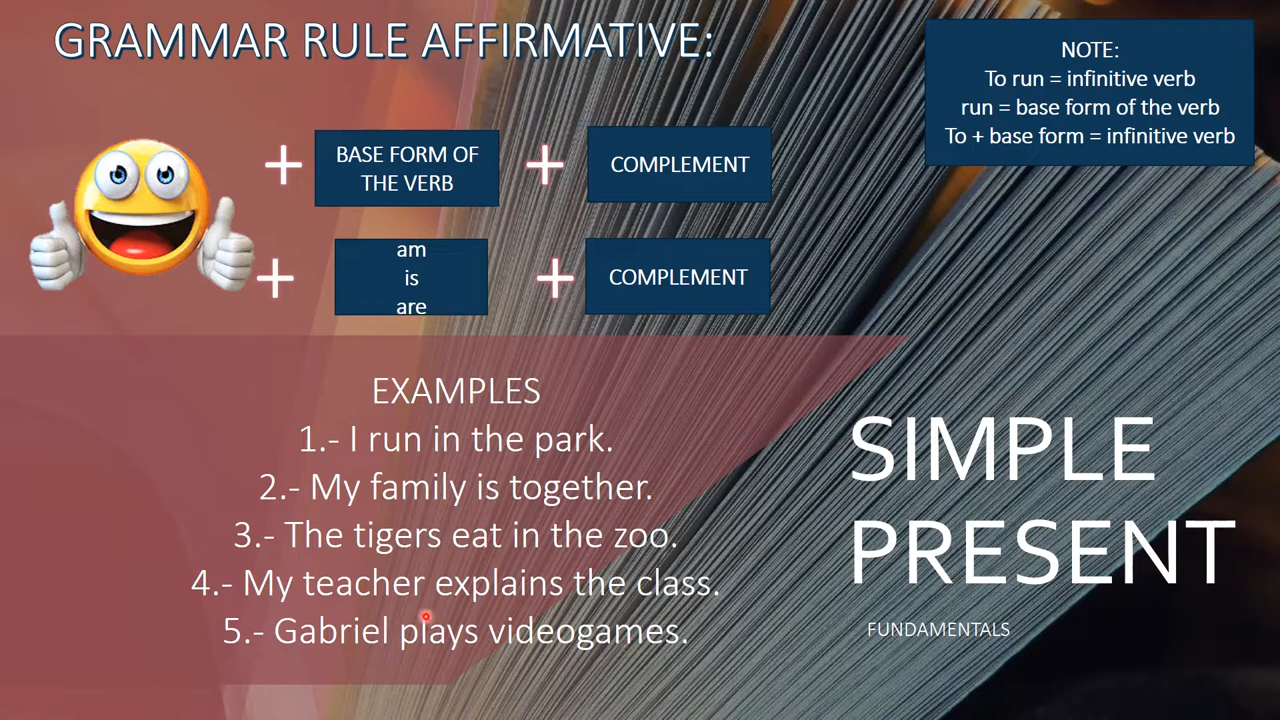 GRAMMAR RULE AFFIRMATIVE:
NOTE:
To run = infinitive verb
run = base form of the verb
To + base form = infinitive verb
+ BASE FORM OF
THE VERB
+ COMPLEMENT
+ am
is
are
+ COMPLEMENT
EXAMPLES
1.- I run in the park.
2.- My family is together.
3.- The tigers eat in the zoo.
4.- My teacher explains the class.
5.- Gabriel plays videogames.
SIMPLE
PRESENT
FUNDAMENTALS